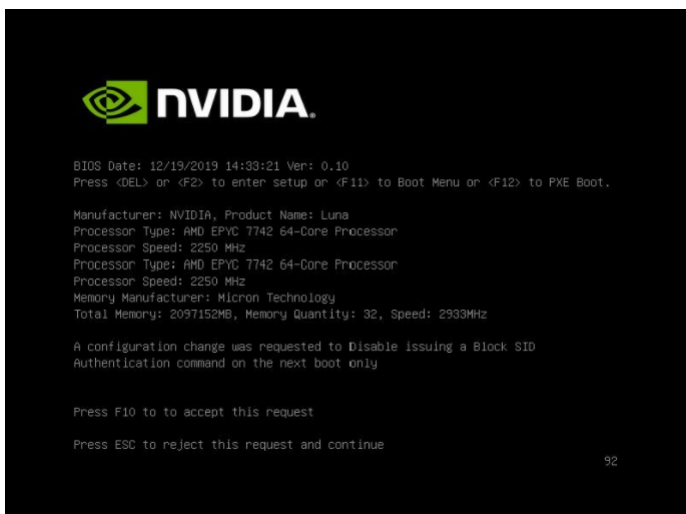 NVIDIA.
BIOS Date: 12/19/2019 14:33:21 Ver: 0.10
Press <DEL> or <F2> to enter setup or <F11> to Boot Menu or <F12> to PXE Boot.
Manufacturer: NVIDIA, Product Name: Luna
Processor Type: AMD EPYC 7742 64-Core Processor
Processor Speed: 2250 MHz
Processor Type: AMD EPYC 7742 64-Core Processor
Processor Speed: 2250 MHz
Memory Manufacturer: Micron Technology
Total Memory: 2097152MB, Memory Quantity: 32, Speed: 2933MHz
A configuration change was requested to Disable issuing a Block SID
Authentication command on the next boot only
Press F10 to to accept this request
Press ESC to reject this request and continue
92